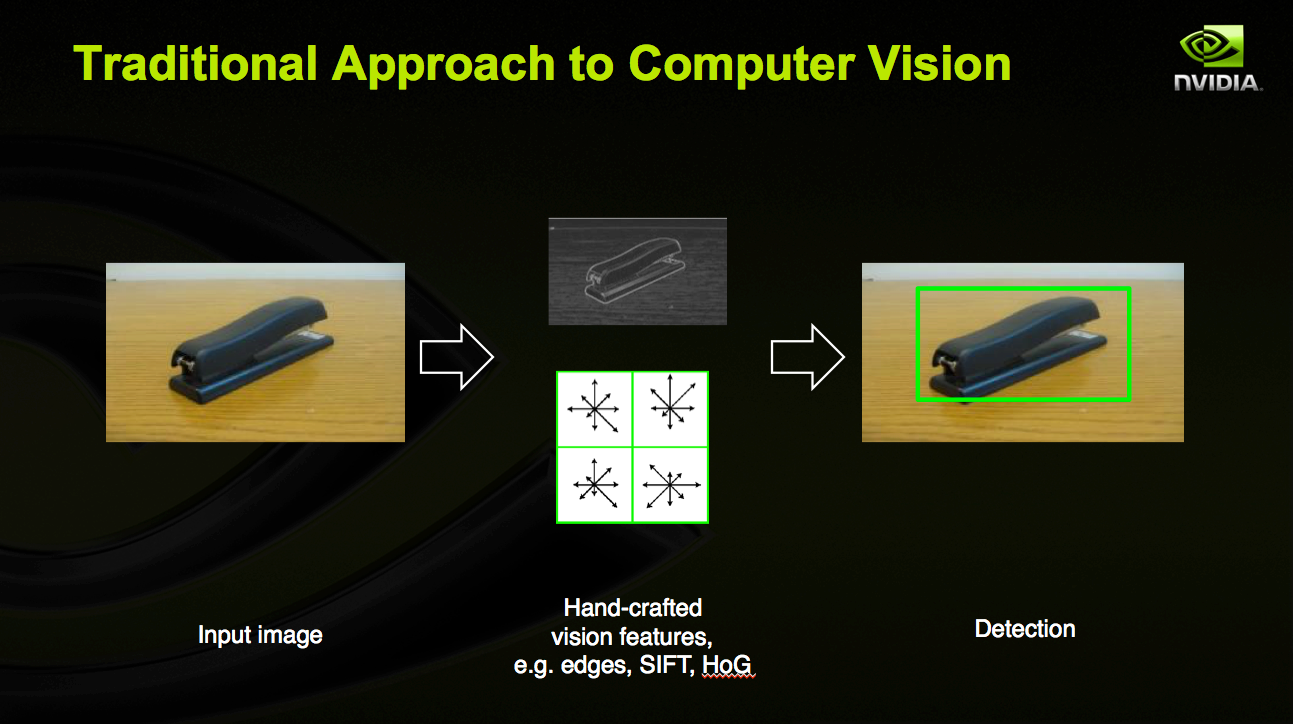 Traditional Approach to Computer Vision
NVIDIA.
Input image
Hand-crafted
vision features,
e.g. edges, SIFT, HoG
Detection